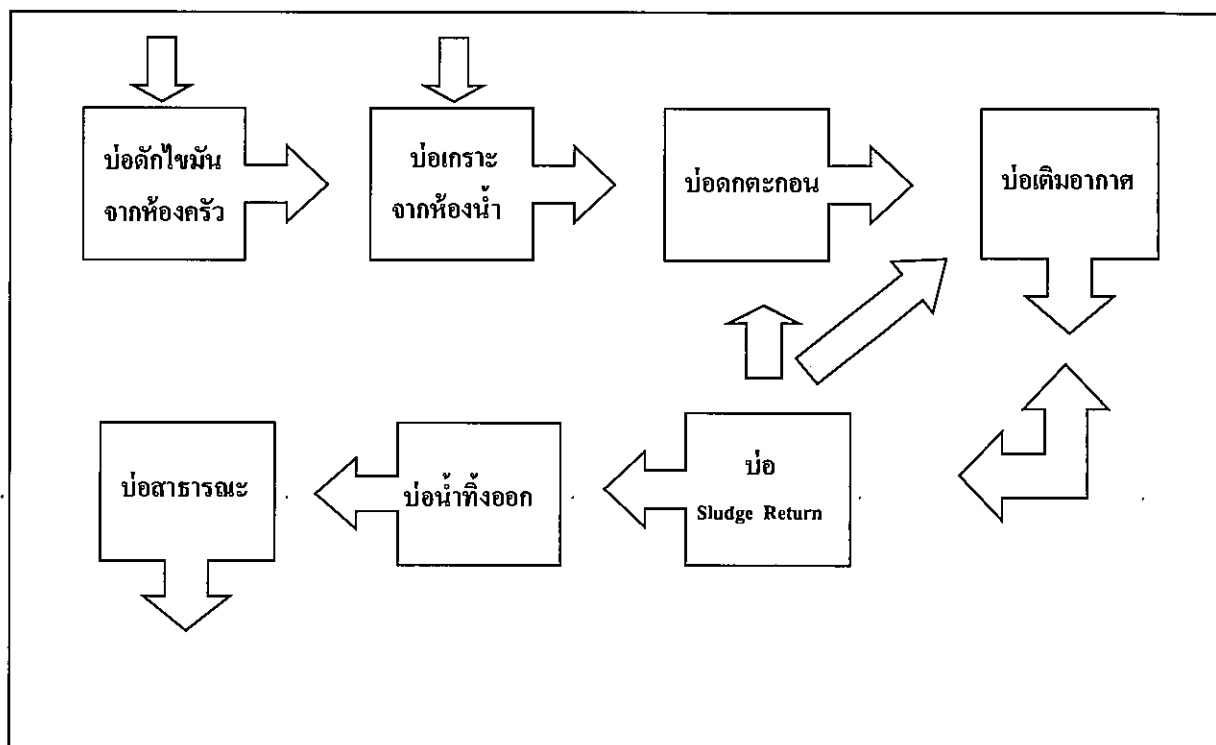 บ่อดักไขมัน
จากห้องครัว
บ่อเกราะ
จากห้องน้ำ
บ่อดกตะกอน
บ่อเติมอากาศ
บ่อสาธารณะ
บ่อน้ำทิ้งออก
บ่อ
Sludge Return